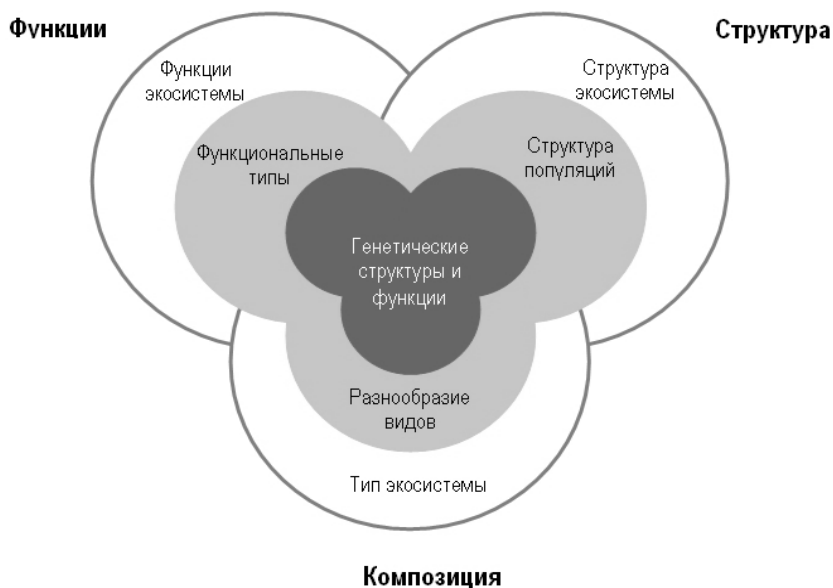 Функции
Структура
Функции
экосистемы
Структура
экосистемы
Функциональные
типы
Структура
популяций
Генетические
структуры и
функции
Разнообразие
видов
Тип экосистемы
Композиция